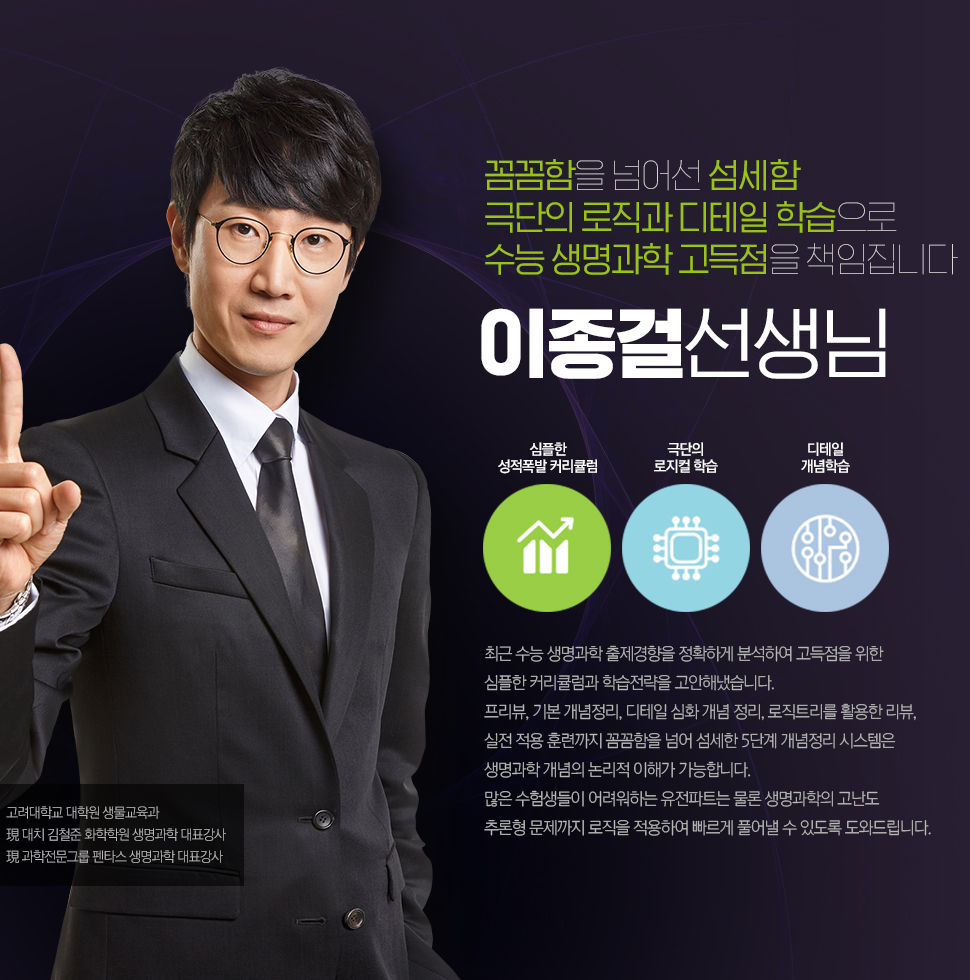 꼼꼼함을 넘어선 섬세함
극단의 로직과 디테일 학습으로
수능 생명과학 고득점을 책임집니다
이종걸선생님
심플한
성적폭발 커리큘럼
극단의
로지컬 학습
디테일
개념학습
최근 수능 생명과학 출제경향을 정확하게 분석하여 고득점을 위한
심플한 커리큘럼과 학습전략을 고안해냈습니다.
프리뷰, 기본 개념정리, 디테일 심화 개념 정리, 로직트리를 활용한 리뷰,
실전 적용 훈련까지 꼼꼼함을 넘어 섬세한 5단계 개념정리 시스템은
생명과학 개념의 논리적 이해가 가능합니다.
많은 수험생들이 어려워하는 유전파트는 물론 생명과학의 고난도
추론형 문제까지 로직을 적용하여 빠르게 풀어낼 수 있도록 도와드립니다.
고려대학교 대학원 생물교육과
現 대치 김철준 화학학원 생명과학 대표강사
現 과학전문그룹 펜타스 생명과학 대표강사